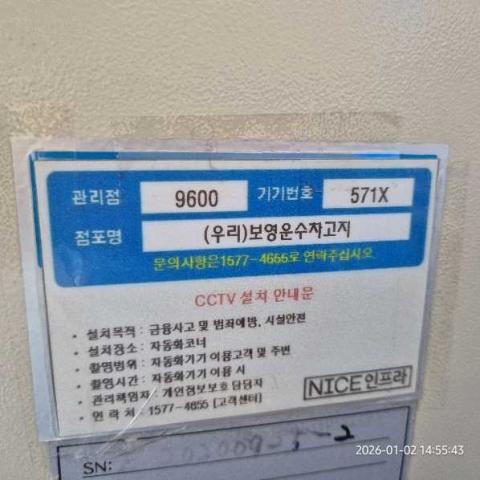 관리점 9600 기기번호 571X
점포명 (우리)보영운수차고지
문의사항은1577-4655로 연락주십시오
CCTV 설치 안내문
• 설치목적 : 금융사고 및 범죄예방, 시설안전
• 설치장소 : 자동화코너
• 촬영범위 : 자동화기기 이용고객 및 주변
• 촬영시간 : 자동화기기 이용 시
• 관리책임자 : 개인정보보호 담당자
• 연 락 처 : 1577-4655 [고객센터]
NICE인프라
SN:
2026-01-02 14:55:43